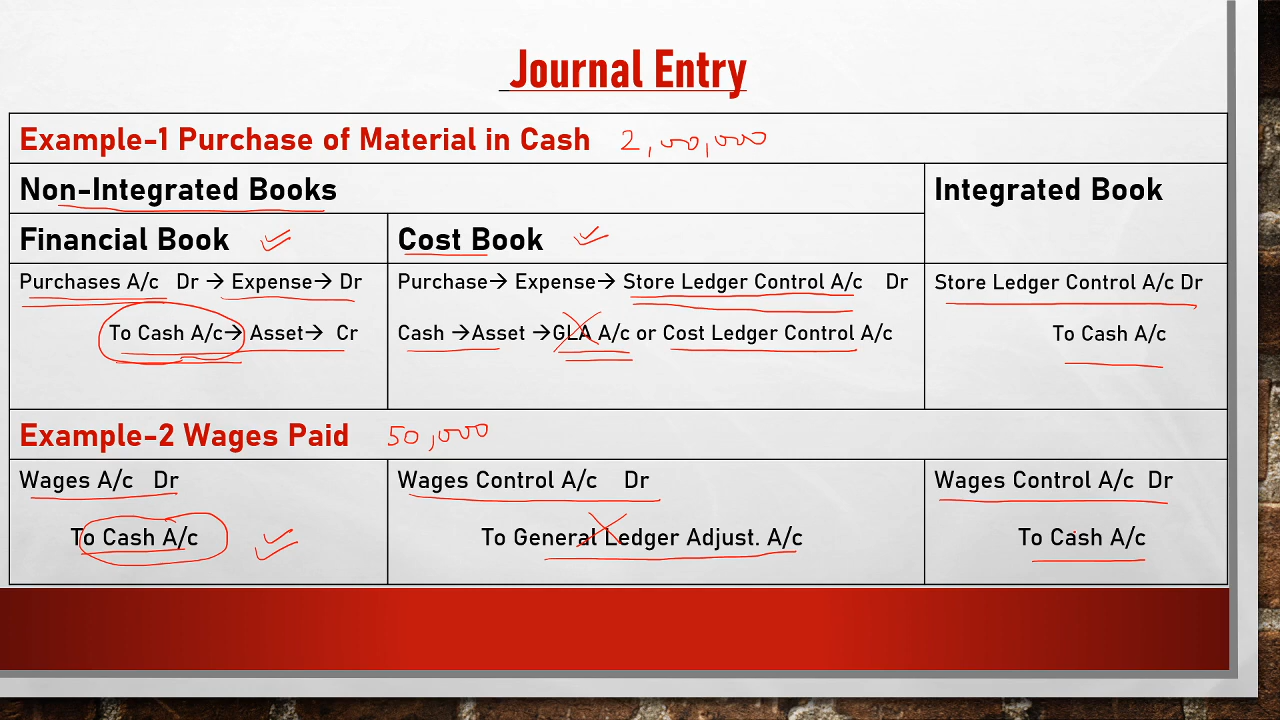 Journal Entry
Example-1 Purchase of Material in Cash 2,00,000
Non-Integrated Books
Integrated Book
Financial Book
Cost Book
Purchases A/c Dr → Expense→ Dr
To Cash A/c→ Asset→ Cr
Purchase→ Expense→ Store Ledger Control A/c Dr
Cash →Asset →GLA A/c or Cost Ledger Control A/c
Store Ledger Control A/c Dr
To Cash A/c
Example-2 Wages Paid 50,000
Wages A/c Dr
To Cash A/c
Wages Control A/c Dr
To General Ledger Adjust. A/c
Wages Control A/c Dr
To Cash A/c